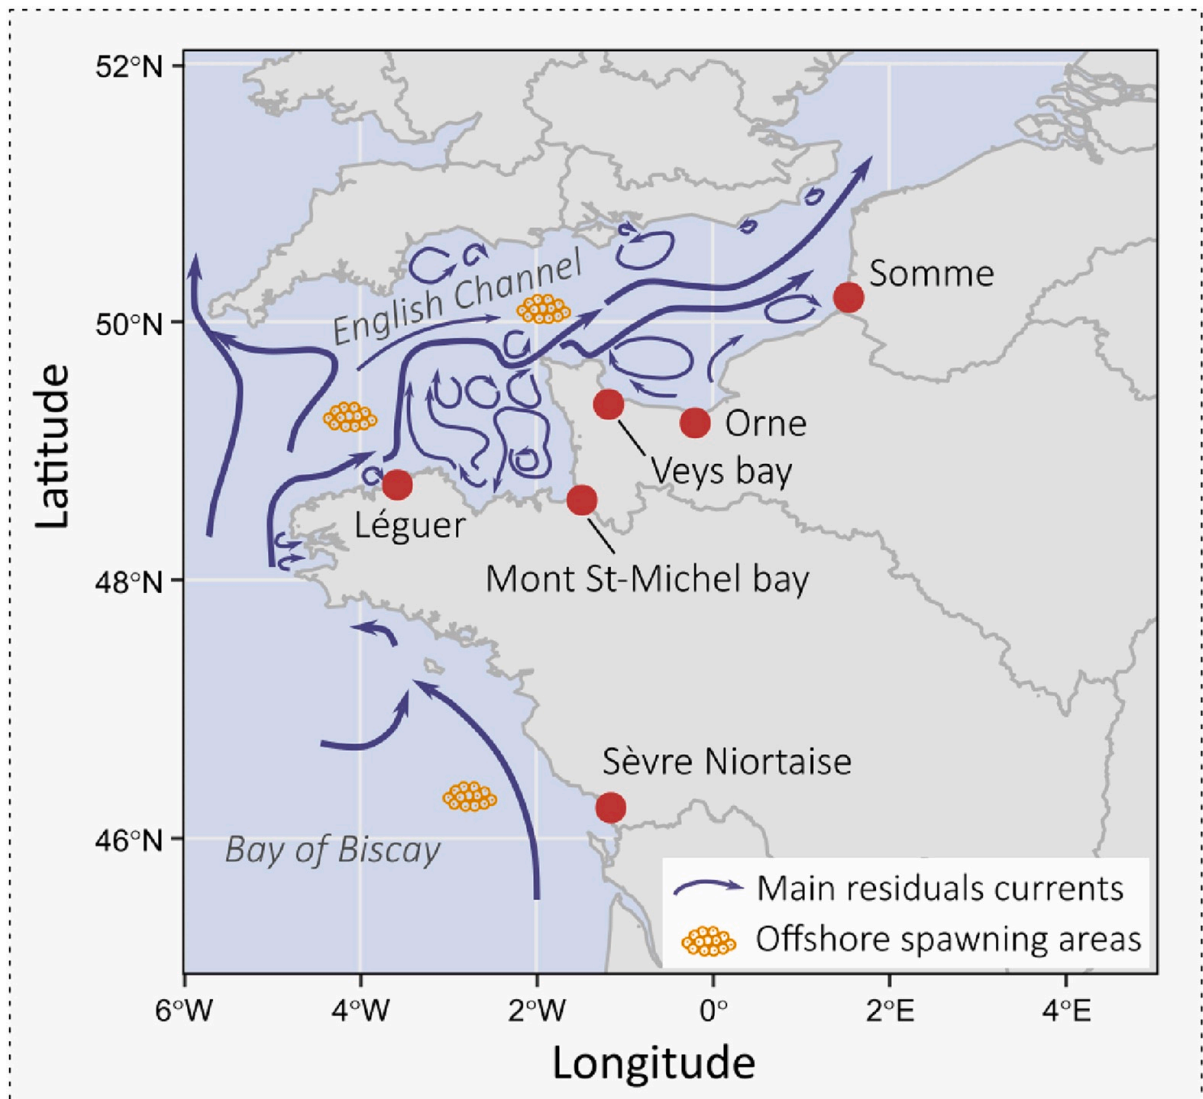 52°N
50°N
48°N
46°N
Latitude
English Channel
Somme
Orne
Veys bay
Léguer
Mont St-Michel bay
Sèvre Niortaise
Bay of Biscay
Main residuals currents
Offshore spawning areas
6°W
4°W
2°W
0°
2°E
4°E
Longitude